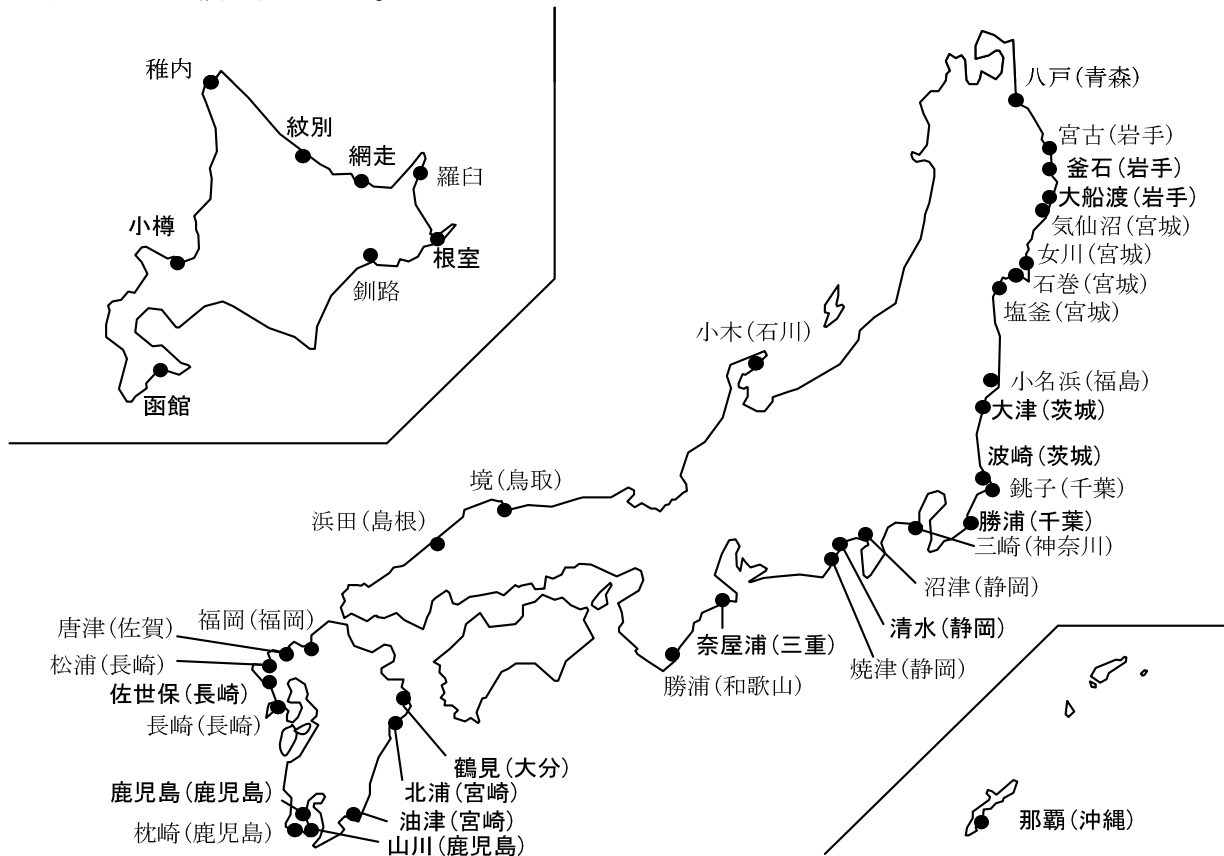 稚内
紋別
網走
羅臼
小樽
根室
釧路
函館
八戸(青森)
宮古(岩手)
釜石(岩手)
大船渡(岩手)
気仙沼(宮城)
女川(宮城)
石巻(宮城)
塩釜(宮城)
小木(石川)
小名浜(福島)
大津(茨城)
波崎(茨城)
銚子(千葉)
勝浦(千葉)
三崎(神奈川)
沼津(静岡)
清水(静岡)
焼津(静岡)
奈屋浦(三重)
勝浦(和歌山)
境(鳥取)
浜田(島根)
福岡(福岡)
唐津(佐賀)
松浦(長崎)
佐世保(長崎)
長崎(長崎)
鶴見(大分)
北浦(宮崎)
油津(宮崎)
鹿児島(鹿児島)
枕崎(鹿児島)
山川(鹿児島)
那覇(沖縄)